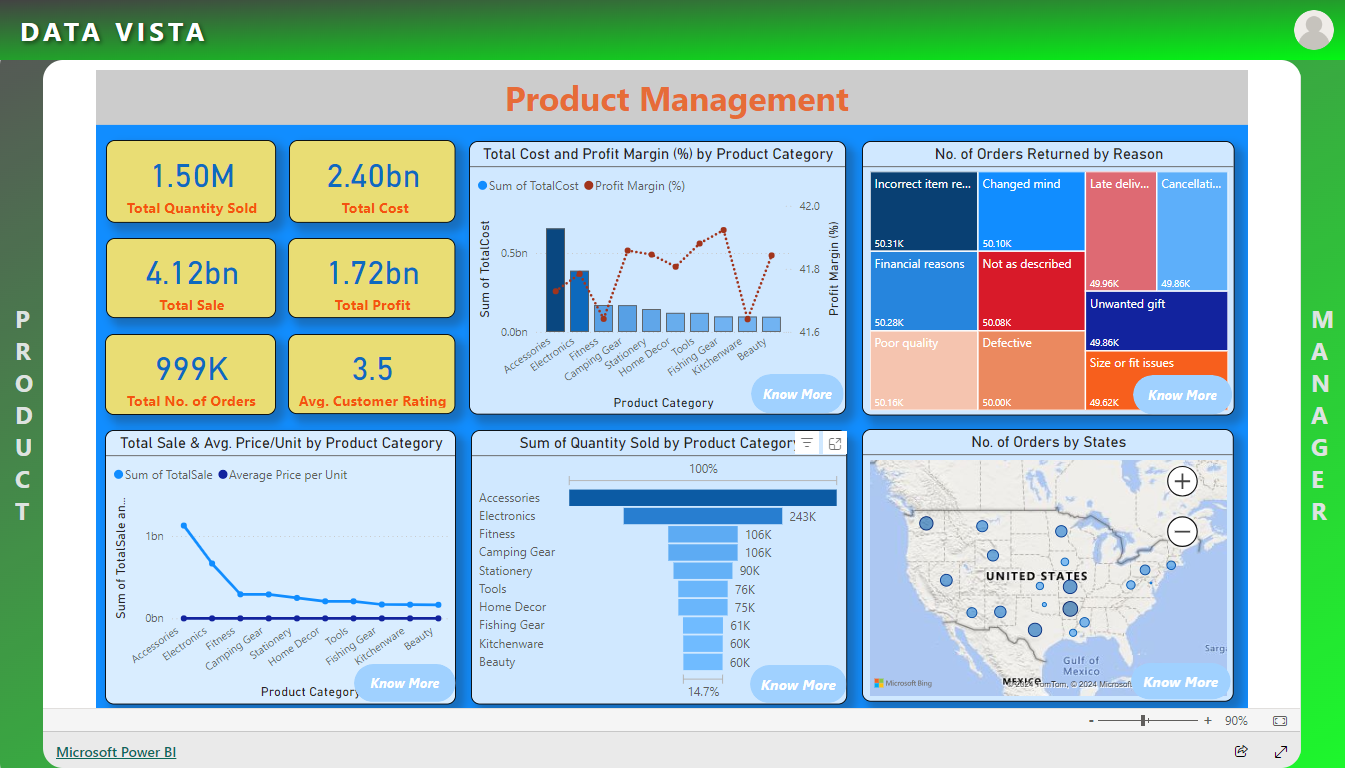 DATA VISTA
PRODUCT
MANAGER
Product Management
1.50M
Total Quantity Sold
2.40bn
Total Cost
4.12bn
Total Sale
1.72bn
Total Profit
999K
Total No. of Orders
3.5
Avg. Customer Rating
Total Cost and Profit Margin (%) by Product Category
Sum of TotalCost Profit Margin (%)
Sum of TotalCost
0.5bn
0.0bn
42.0
41.8
41.6
Profit Margin (%)
Accessories
Electronics
Fitness
Camping Gear
Stationery
Home Decor
Tools
Fishing Gear
Kitchenware
Beauty
Product Category
Know More
No. of Orders Returned by Reason
Incorrect item re...
50.31K
Changed mind
50.10K
Late deliv...
49.96K
Cancellati...
49.86K
Financial reasons
50.28K
Not as described
50.08K
Unwanted gift
49.86K
Poor quality
50.16K
Defective
50.00K
Size or fit issues
49.62K
Know More
Total Sale & Avg. Price/Unit by Product Category
Sum of TotalSale Average Price per Unit
Sum of TotalSale an...
1bn
0bn
Accessories
Electronics
Fitness
Camping Gear
Stationery
Home Decor
Tools
Fishing Gear
Kitchenware
Beauty
Product Category
Know More
Sum of Quantity Sold by Product Category
100%
Accessories
Electronics 243K
Fitness 106K
Camping Gear 106K
Stationery 90K
Tools 76K
Home Decor 75K
Fishing Gear 61K
Kitchenware 60K
Beauty 60K
14.7%
Know More
No. of Orders by States
+
−
UNITED STATES
Gulf of
Mexico
Sarga
MEXICO
Microsoft Bing
© 2024 TomTom, © 2024 Microsoft
Know More
- + 90%
Microsoft Power BI